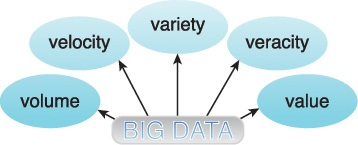 variety
velocity
veracity
volume
value
BIG DATA